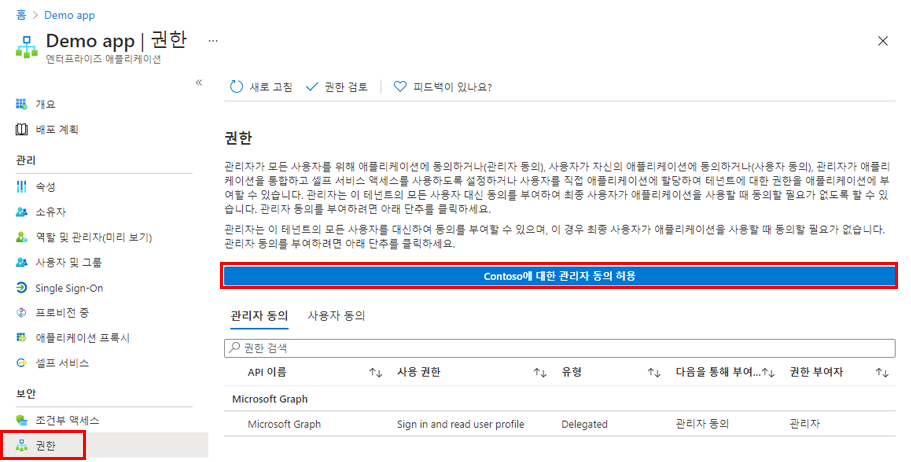 홈 > Demo app
Demo app | 권한 ...
엔터프라이즈 애플리케이션
«
개요
배포 계획
관리
속성
소유자
역할 및 관리자(미리 보기)
사용자 및 그룹
Single Sign-On
프로비전 중
애플리케이션 프록시
셀프 서비스
보안
조건부 액세스
권한
새로 고침 권한 검토 피드백이 있나요?
권한
관리자가 모든 사용자를 위해 애플리케이션에 동의하거나(관리자 동의), 사용자가 자신의 애플리케이션에 동의하거나(사용자 동의), 관리자가 애플리
케이션을 통합하고 셀프 서비스 액세스를 사용하도록 설정하거나 사용자를 직접 애플리케이션에 할당하여 테넌트에 대한 권한을 애플리케이션에 부
여할 수 있습니다. 관리자는 이 테넌트의 모든 사용자 대신 동의를 부여하여 최종 사용자가 애플리케이션을 사용할 때 동의할 필요가 없도록 할 수 있
습니다. 관리자 동의를 부여하려면 아래 단추를 클릭하세요.
관리자는 이 테넌트의 모든 사용자를 대신하여 동의를 부여할 수 있으며, 이 경우 최종 사용자가 애플리케이션을 사용할 때 동의할 필요가 없습니다.
관리자 동의를 부여하려면 아래 단추를 클릭하세요.
Contoso에 대한 관리자 동의 허용
관리자 동의 사용자 동의
권한 검색
API 이름 사용 권한 유형 다음을 통해 부여... 권한 부여자
Microsoft Graph
Microsoft Graph Sign in and read user profile Delegated 관리자 동의 관리자